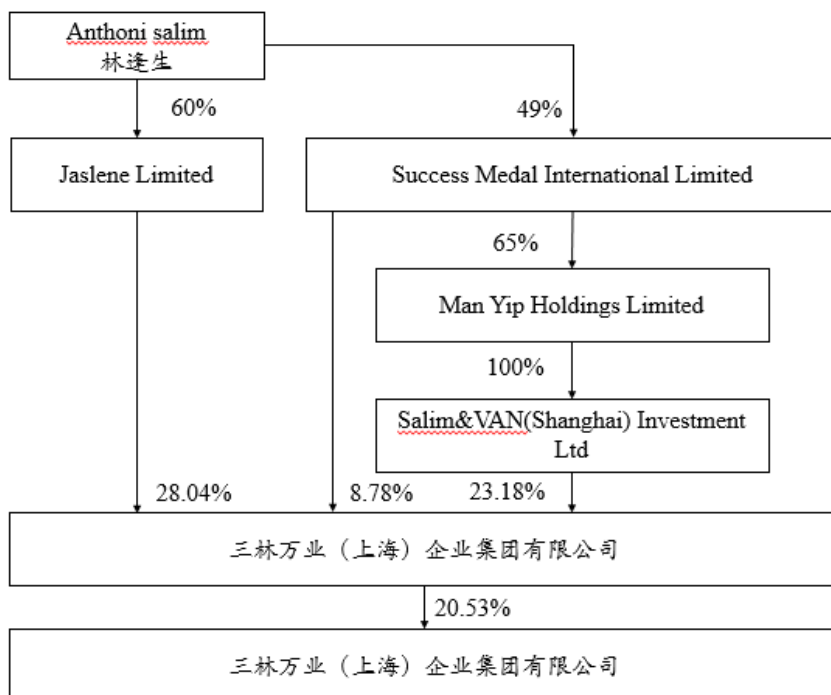 Anthoni salim
林逢生
60%
49%
Jaslene Limited
Success Medal International Limited
65%
Man Yip Holdings Limited
100%
Salim&VAN(Shanghai) Investment
Ltd
28.04%
8.78%
23.18%
三林万业（上海）企业集团有限公司
20.53%
三林万业（上海）企业集团有限公司